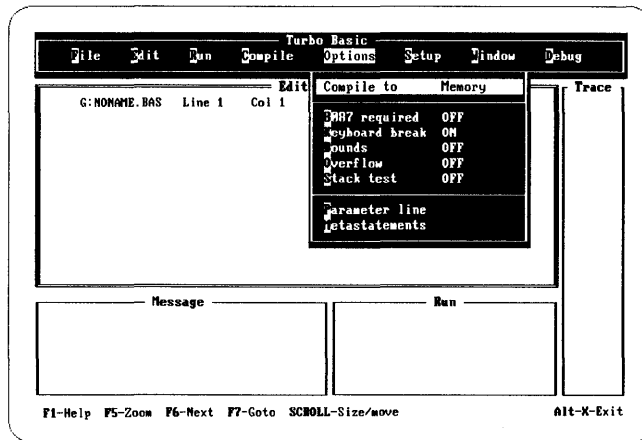 Turbo Basic
File Edit Run Compile Options Setup Window Debug
Edit
Trace
G:NONAME.BAS Line 1 Col 1
Compile to Memory
8087 required OFF
Keyboard break ON
Bounds OFF
Overflow OFF
Stack test OFF
Parameter line
Metastatements
Message
Run
F1-Help F5-Zoom F6-Next F7-Goto SCROLL-Size/move Alt-X-Exit